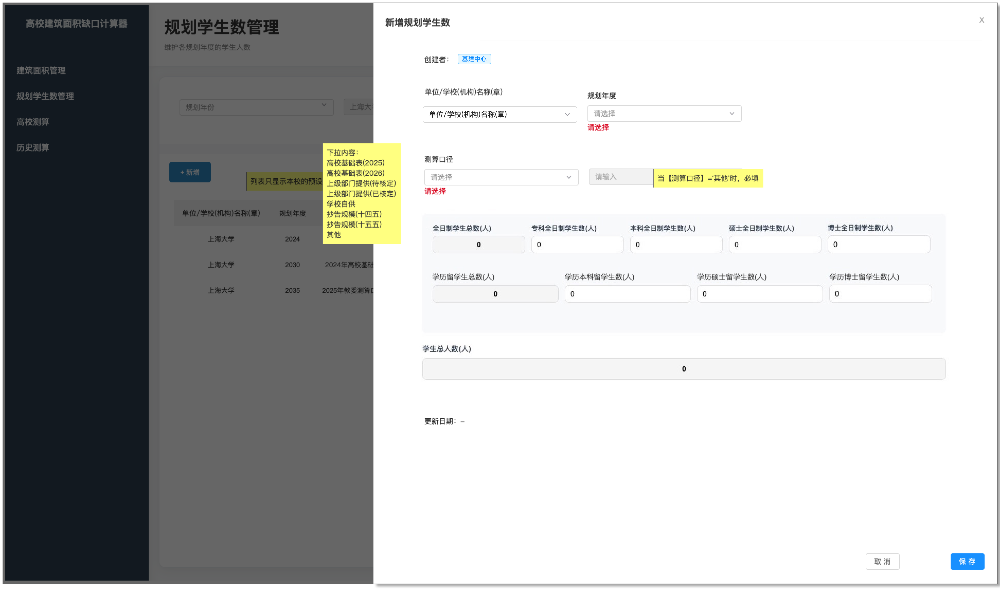 高校建筑面积缺口计算器
建筑面积管理
规划学生数管理
高校测算
历史测算
规划学生数管理
维护各规划年度的学生人数
规划年份
上海大
+ 新增
列表只显示本校的预设
单位/学校(机构)名称(章) 规划年度
上海大学 2024
上海大学 2030 2024年高校基础
上海大学 2035 2025年教委测算
下拉内容：
高校基础表(2025)
高校基础表(2026)
上级部门提供(待核定)
上级部门提供(已核定)
学校自供
抄告规模(十四五)
抄告规模(十五五)
其他
新增规划学生数
X
创建者： 基建中心
单位/学校(机构)名称(章)
规划年度
单位/学校(机构)名称(章)
请选择
请选择
测算口径
请选择
请输入
当【测算口径】='其他'时，必填
请选择
全日制学生总数(人) 专科全日制学生数(人) 本科全日制学生数(人) 硕士全日制学生数(人) 博士全日制学生数(人)
0 0 0 0 0
学历留学生总数(人) 学历本科留学生数(人) 学历硕士留学生数(人) 学历博士留学生数(人)
0 0 0 0
学生总人数(人)
0
更新日期：–
取 消
保 存